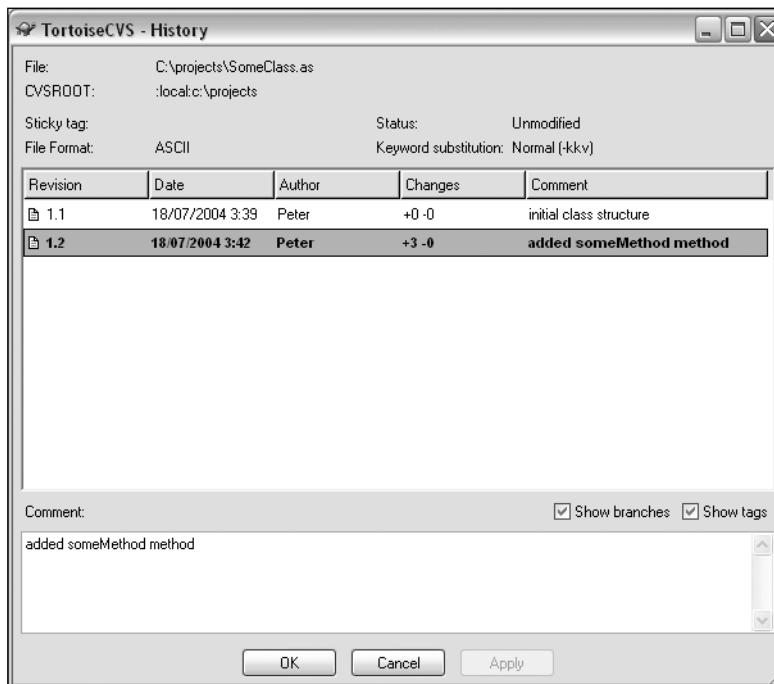 TortoiseCVS - History
File: C:\projects\SomeClass.as
CVSROOT: :local:c:\projects
Sticky tag: Status: Unmodified
File Format: ASCII Keyword substitution: Normal (-kkv)
Revision Date Author Changes Comment
1.1 18/07/2004 3:39 Peter +0 -0 initial class structure
1.2 18/07/2004 3:42 Peter +3 -0 added someMethod method
Comment: Show branches Show tags
added someMethod method
OK Cancel Apply